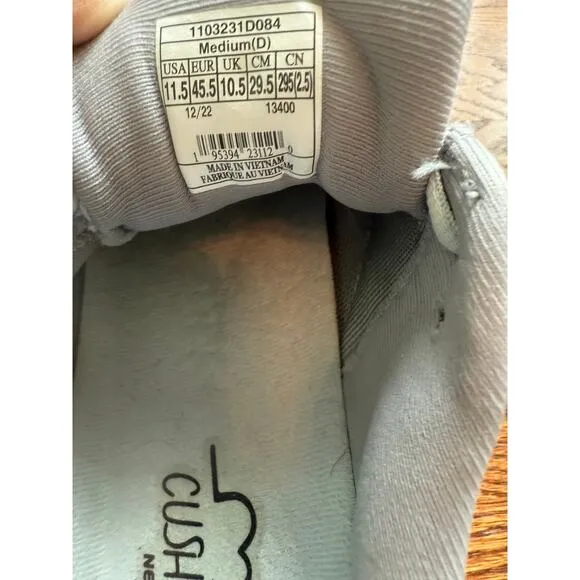 1103231D084
Medium(D)
USA EUR UK CM CN
11.5 45.5 10.5 29.5 295(2.5)
12/22 13400
1 95394 23112 0
MADE IN VIETNAM
FABRIQUE AU VIETNAM
CUSH
NE